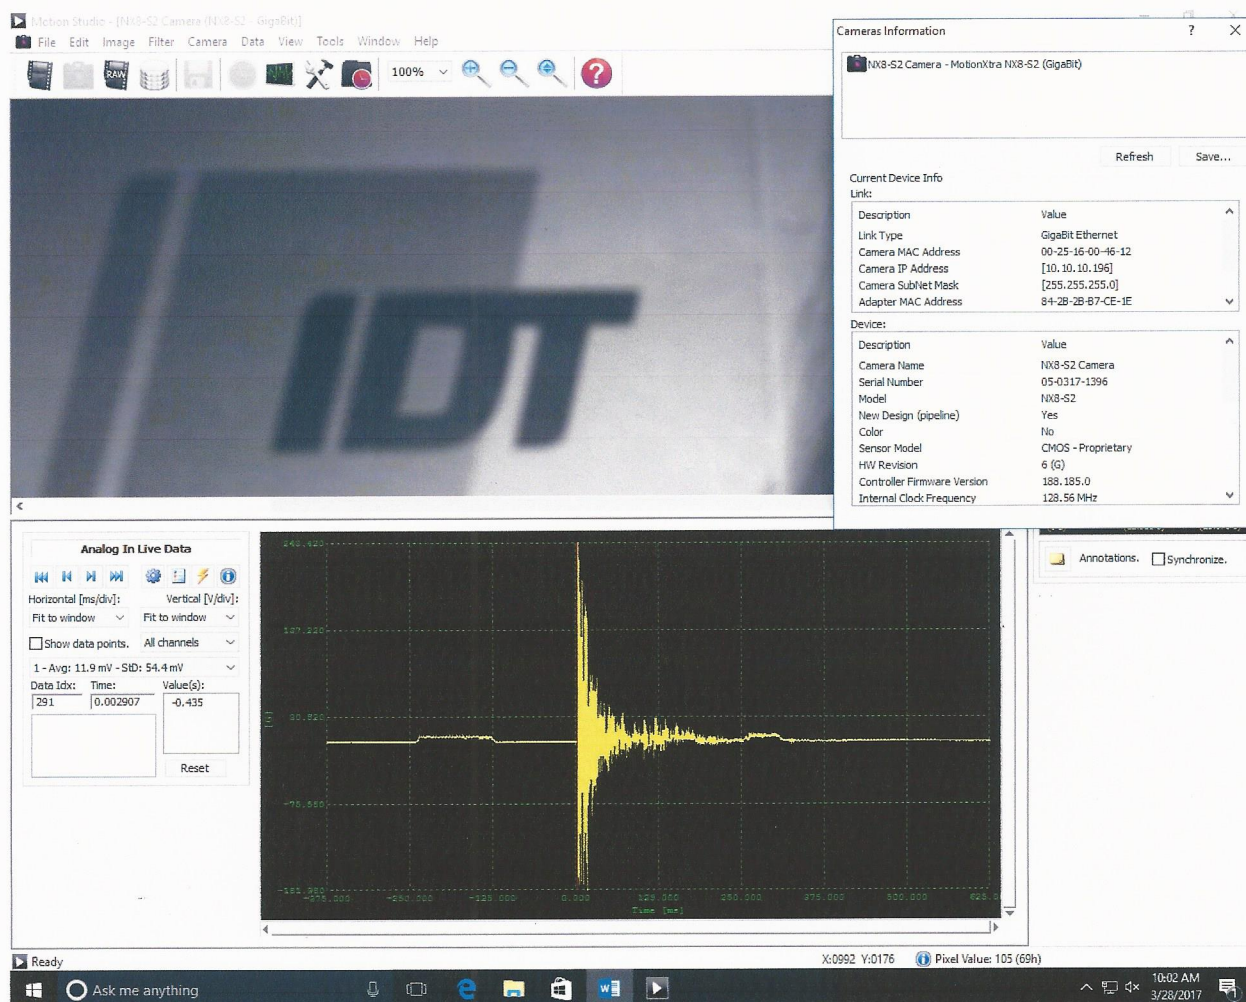 Motion Studio - [NX8-S2 Camera (NX8-S2 - GigaBit)]
File Edit Image Filter Camera Data View Tools Window Help
RAW
100%
?
IDT
Cameras Information
?
NX8-S2 Camera - MotionXtra NX8-S2 (GigaBit)
Refresh Save...
Current Device Info
Link:
Description Value
Link Type GigaBit Ethernet
Camera MAC Address 00-25-16-00-46-12
Camera IP Address [10.10.10.196]
Camera SubNet Mask [255.255.255.0]
Adapter MAC Address 84-2B-2B-B7-CE-1E
Device:
Description Value
Camera Name NX8-S2 Camera
Serial Number 05-0317-1396
Model NX8-S2
New Design (pipeline) Yes
Color No
Sensor Model CMOS - Proprietary
HW Revision 6 (G)
Controller Firmware Version 188.185.0
Internal Clock Frequency 128.56 MHz
Analog In Live Data
Horizontal [ms/div]: Vertical [V/div]:
Fit to window Fit to window
Show data points. All channels
1 - Avg: 11.9 mV - StD: 54.4 mV
Data Idx: Time: Value(s):
291 0.002907 -0.435
Reset
-375.000 -125.000 0.000 125.000 250.000 375.000 500.000
Time [ms]
Annotations. Synchronize.
Ready X:0992 Y:0176 Pixel Value: 105 (69h)
Ask me anything
10:02 AM
3/28/2017